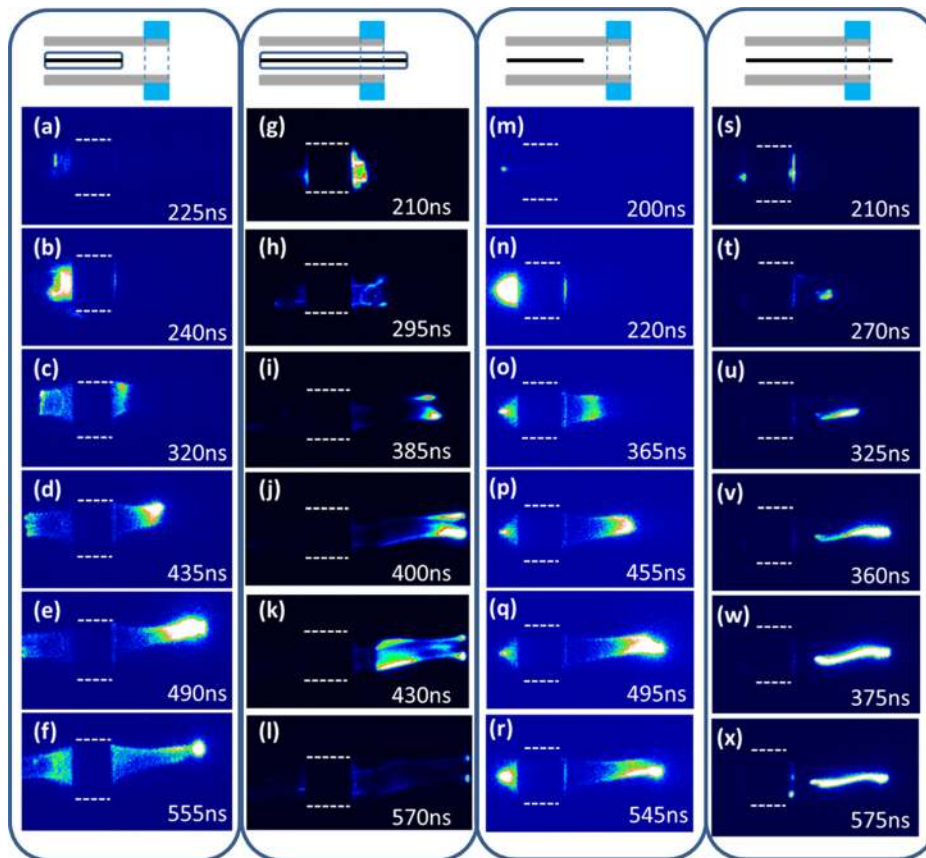 (a)
225ns
(b)
240ns
(c)
320ns
(d)
435ns
(e)
490ns
(f)
555ns
(g)
210ns
(h)
295ns
(i)
385ns
(j)
400ns
(k)
430ns
(l)
570ns
(m)
200ns
(n)
220ns
(o)
365ns
(p)
455ns
(q)
495ns
(r)
545ns
(s)
210ns
(t)
270ns
(u)
325ns
(v)
360ns
(w)
375ns
(x)
575ns